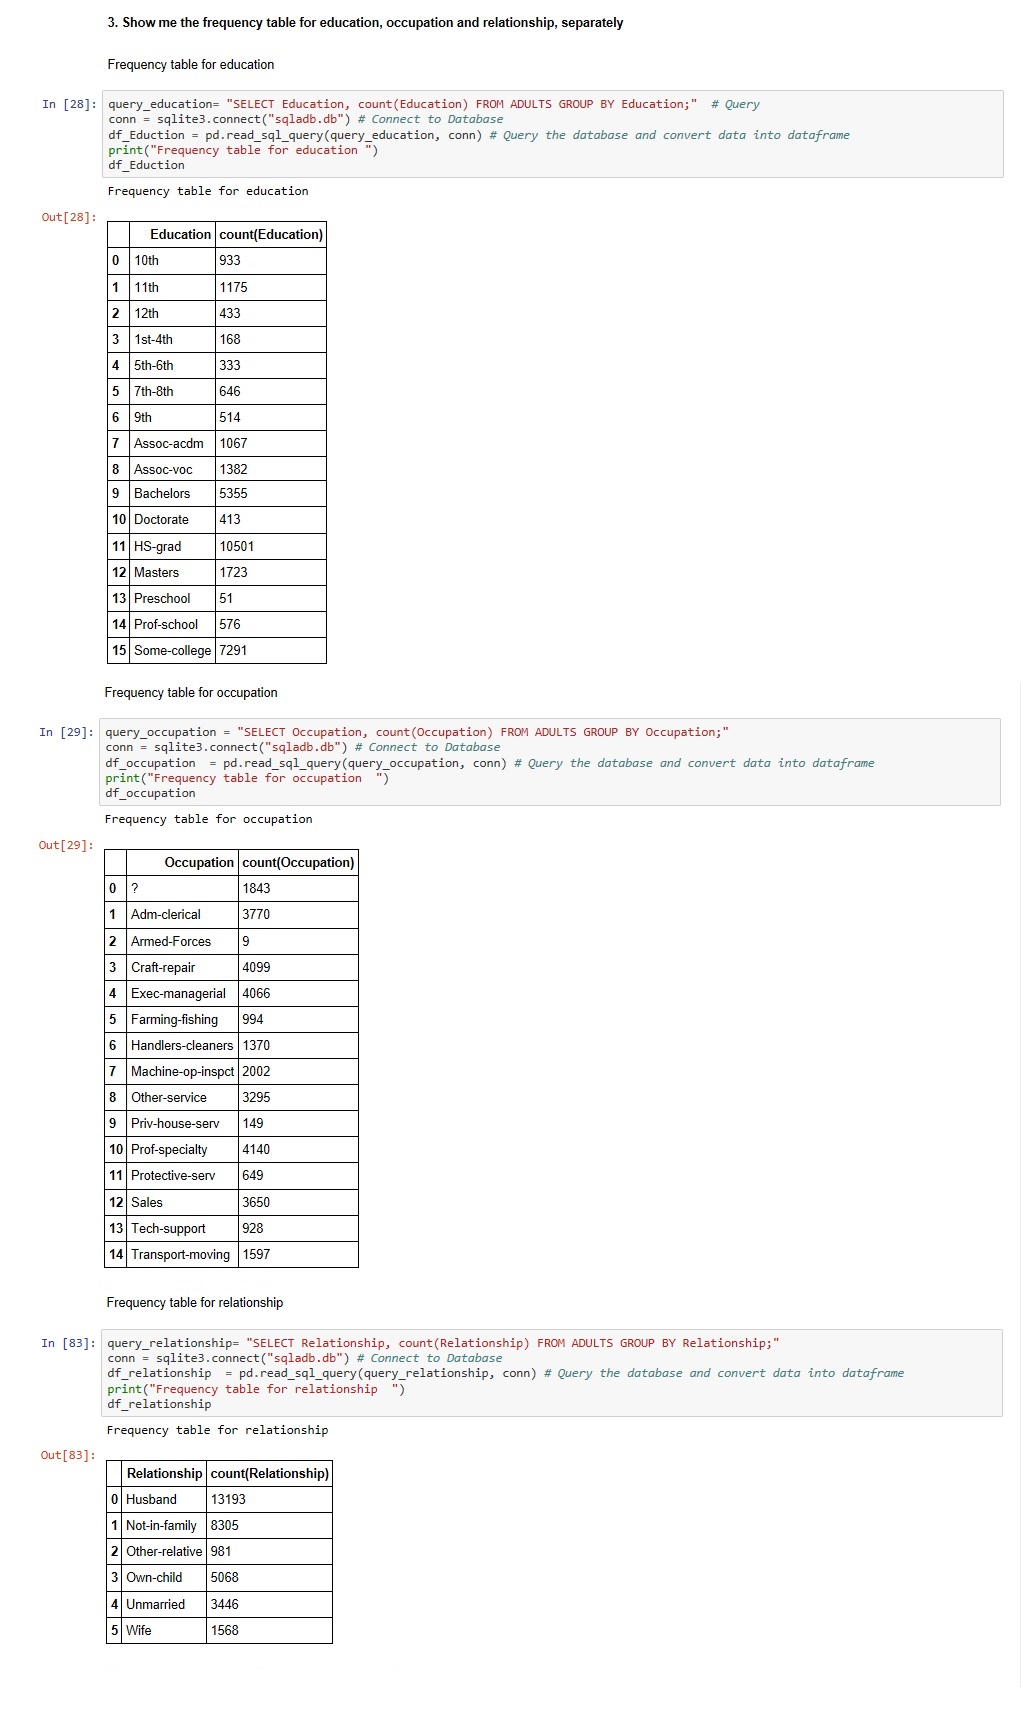 3. Show me the frequency table for education, occupation and relationship, separately
Frequency table for education
In [28]: query_education= "SELECT Education, count(Education) FROM ADULTS GROUP BY Education;"  # Query
conn = sqlite3.connect("sqladb.db") # Connect to Database
df_Eduction = pd.read_sql_query(query_education, conn) # Query the database and convert data into dataframe
print("Frequency table for education ")
df_Eduction
Frequency table for education
Out[28]:
Education count(Education)
0 10th 933
1 11th 1175
2 12th 433
3 1st-4th 168
4 5th-6th 333
5 7th-8th 646
6 9th 514
7 Assoc-acdm 1067
8 Assoc-voc 1382
9 Bachelors 5355
10 Doctorate 413
11 HS-grad 10501
12 Masters 1723
13 Preschool 51
14 Prof-school 576
15 Some-college 7291
Frequency table for occupation
In [29]: query_occupation = "SELECT Occupation, count(Occupation) FROM ADULTS GROUP BY Occupation;"
conn = sqlite3.connect("sqladb.db") # Connect to Database
df_occupation  = pd.read_sql_query(query_occupation, conn) # Query the database and convert data into dataframe
print("Frequency table for occupation  ")
df_occupation
Frequency table for occupation
Out[29]:
Occupation count(Occupation)
0 ? 1843
1 Adm-clerical 3770
2 Armed-Forces 9
3 Craft-repair 4099
4 Exec-managerial 4066
5 Farming-fishing 994
6 Handlers-cleaners 1370
7 Machine-op-inspct 2002
8 Other-service 3295
9 Priv-house-serv 149
10 Prof-specialty 4140
11 Protective-serv 649
12 Sales 3650
13 Tech-support 928
14 Transport-moving 1597
Frequency table for relationship
In [83]: query_relationship= "SELECT Relationship, count(Relationship) FROM ADULTS GROUP BY Relationship;"
conn = sqlite3.connect("sqladb.db") # Connect to Database
df_relationship  = pd.read_sql_query(query_relationship, conn) # Query the database and convert data into dataframe
print("Frequency table for relationship  ")
df_relationship
Frequency table for relationship
Out[83]:
Relationship count(Relationship)
0 Husband 13193
1 Not-in-family 8305
2 Other-relative 981
3 Own-child 5068
4 Unmarried 3446
5 Wife 1568